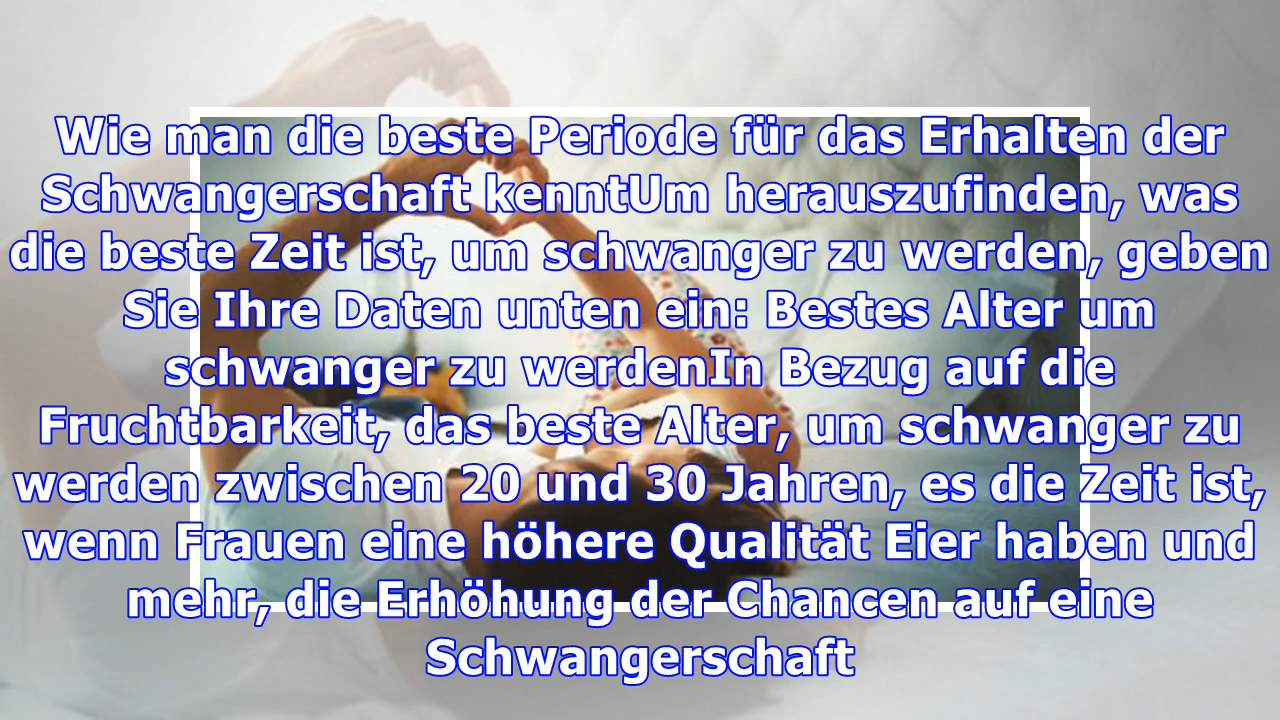 Wie man die beste Periode für das Erhalten der
Schwangerschaft kenntUm herauszufinden, was
die beste Zeit ist, um schwanger zu werden, geben
Sie Ihre Daten unten ein: Bestes Alter um
schwanger zu werdenIn Bezug auf die
Fruchtbarkeit, das beste Alter, um schwanger zu
werden zwischen 20 und 30 Jahren, es die Zeit ist,
wenn Frauen eine höhere Qualität Eier haben und
mehr, die Erhöhung der Chancen auf eine
Schwangerschaft